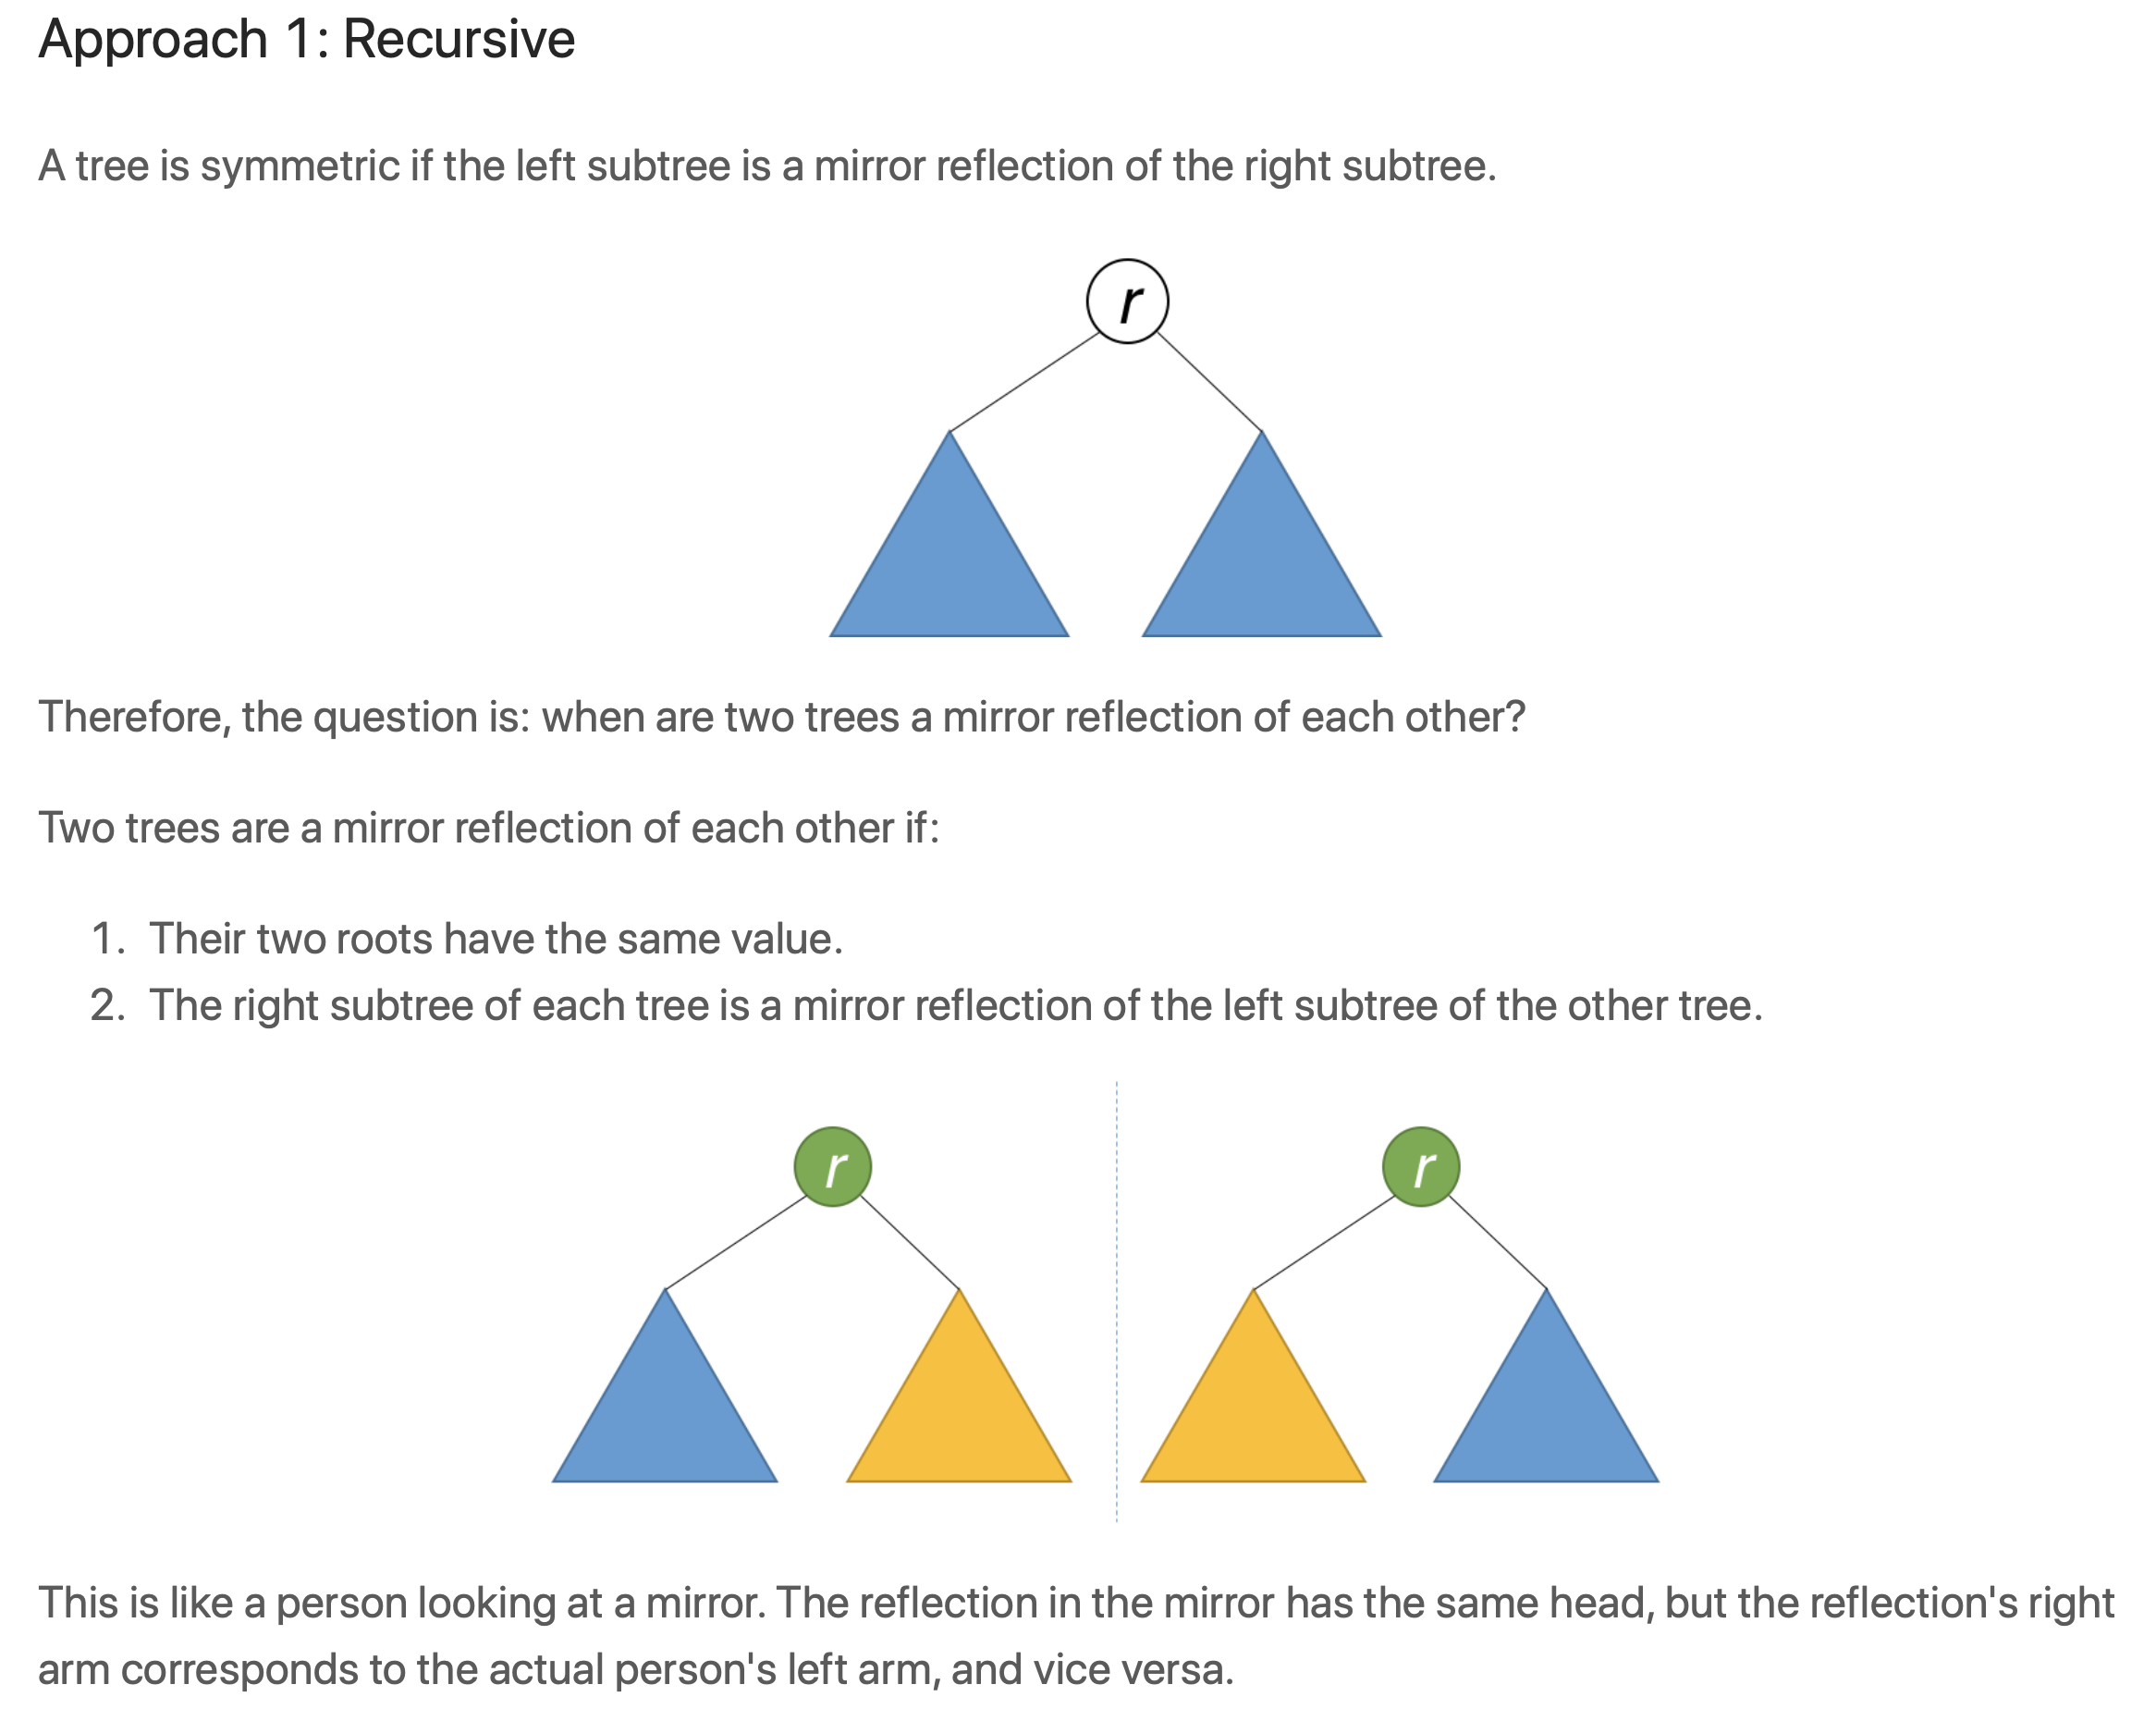 Approach 1: Recursive
A tree is symmetric if the left subtree is a mirror reflection of the right subtree.
r
Therefore, the question is: when are two trees a mirror reflection of each other?
Two trees are a mirror reflection of each other if:
1. Their two roots have the same value.
2. The right subtree of each tree is a mirror reflection of the left subtree of the other tree.
r r
This is like a person looking at a mirror. The reflection in the mirror has the same head, but the reflection's right
arm corresponds to the actual person's left arm, and vice versa.